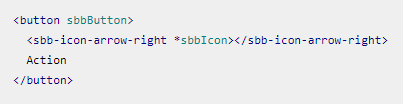 <button sbbButton>
  <sbb-icon-arrow-right *sbbIcon></sbb-icon-arrow-right>
  Action
</button>